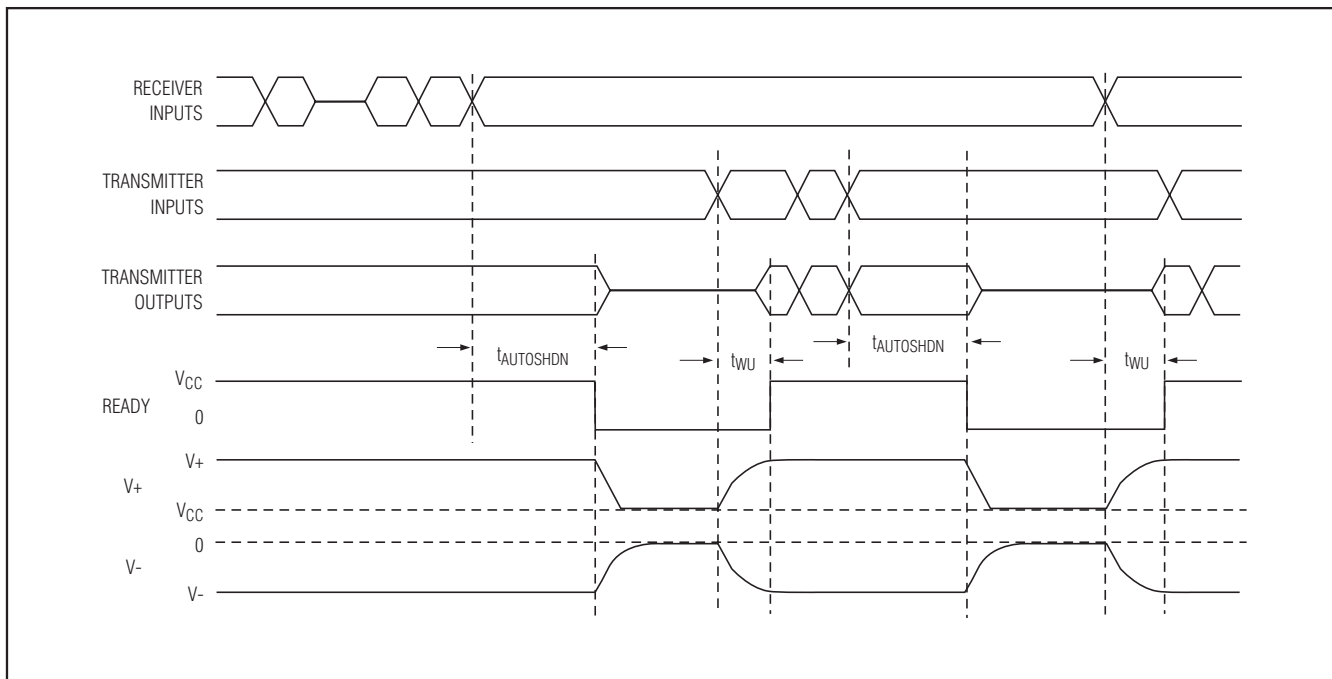 RECEIVER
INPUTS
TRANSMITTER
INPUTS
TRANSMITTER
OUTPUTS
tAUTOSHDN
tWU
tAUTOSHDN
tWU
VCC
READY
0
V+
V+
VCC
0
V-
V-